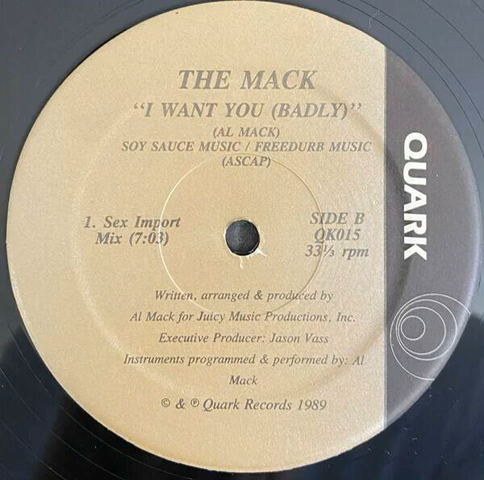 THE MACK
“I WANT YOU (BADLY)”
(AL MACK)
SOY SAUCE MUSIC / FREEDURB MUSIC
(ASCAP)
1. Sex Import
Mix (7:03)
SIDE B
QK015
33⅓ rpm
Written, arranged & produced by
Al Mack for Juicy Music Productions, Inc.
Executive Producer: Jason Vass
Instruments programmed & performed by: Al
Mack
© & ℗ Quark Records 1989
QUARK